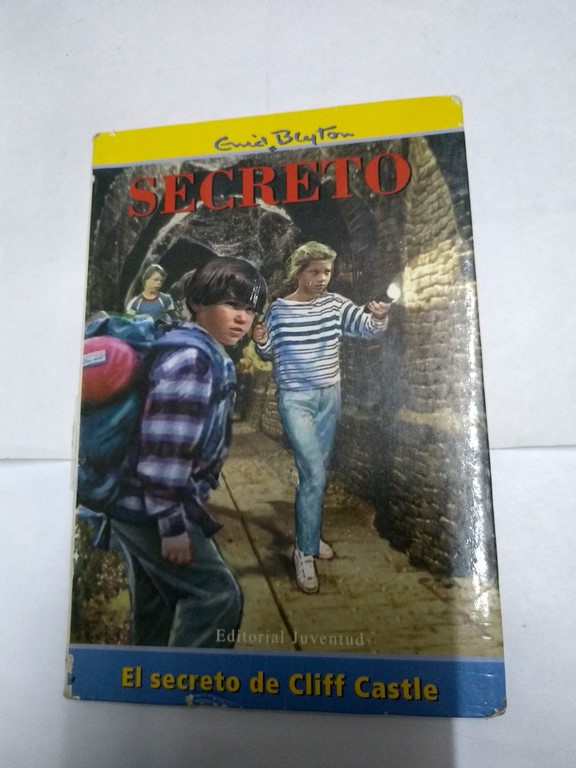 Enid Blyton
SECRETO
Editorial Juventud
El secreto de Cliff Castle